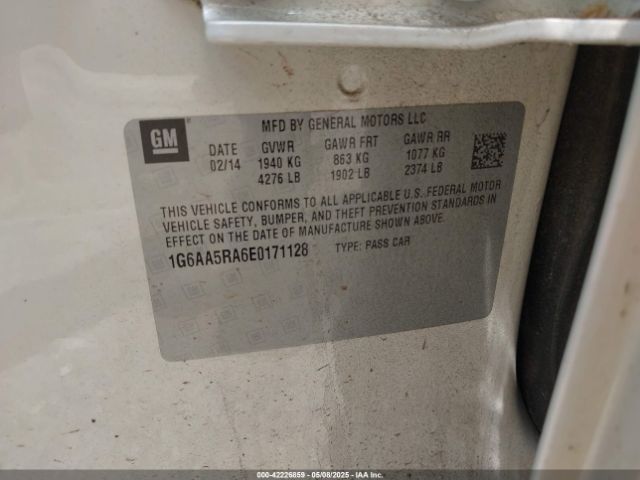 GM
MFD BY GENERAL MOTORS LLC
DATE GVWR GAWR FRT GAWR RR
02/14 1940 KG 863 KG 1077 KG
4276 LB 1902 LB 2374 LB
THIS VEHICLE CONFORMS TO ALL APPLICABLE U.S. FEDERAL MOTOR
VEHICLE SAFETY, BUMPER, AND THEFT PREVENTION STANDARDS IN
EFFECT ON THE DATE OF MANUFACTURE SHOWN ABOVE.
1G6AA5RA6E0171128 TYPE: PASS CAR
000-42226859 - 05/08/2025 - IAA Inc.